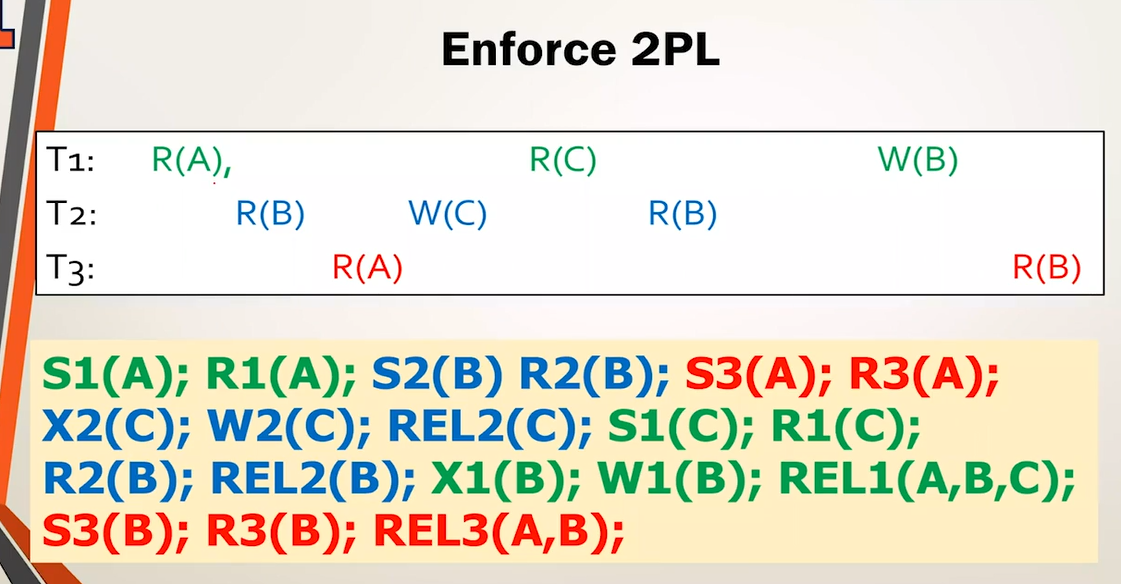 Enforce 2PL
T1: R(A), R(C) W(B)
T2: R(B) W(C) R(B)
T3: R(A) R(B)
S1(A); R1(A); S2(B) R2(B); S3(A); R3(A);
X2(C); W2(C); REL2(C); S1(C); R1(C);
R2(B); REL2(B); X1(B); W1(B); REL1(A,B,C);
S3(B); R3(B); REL3(A,B);